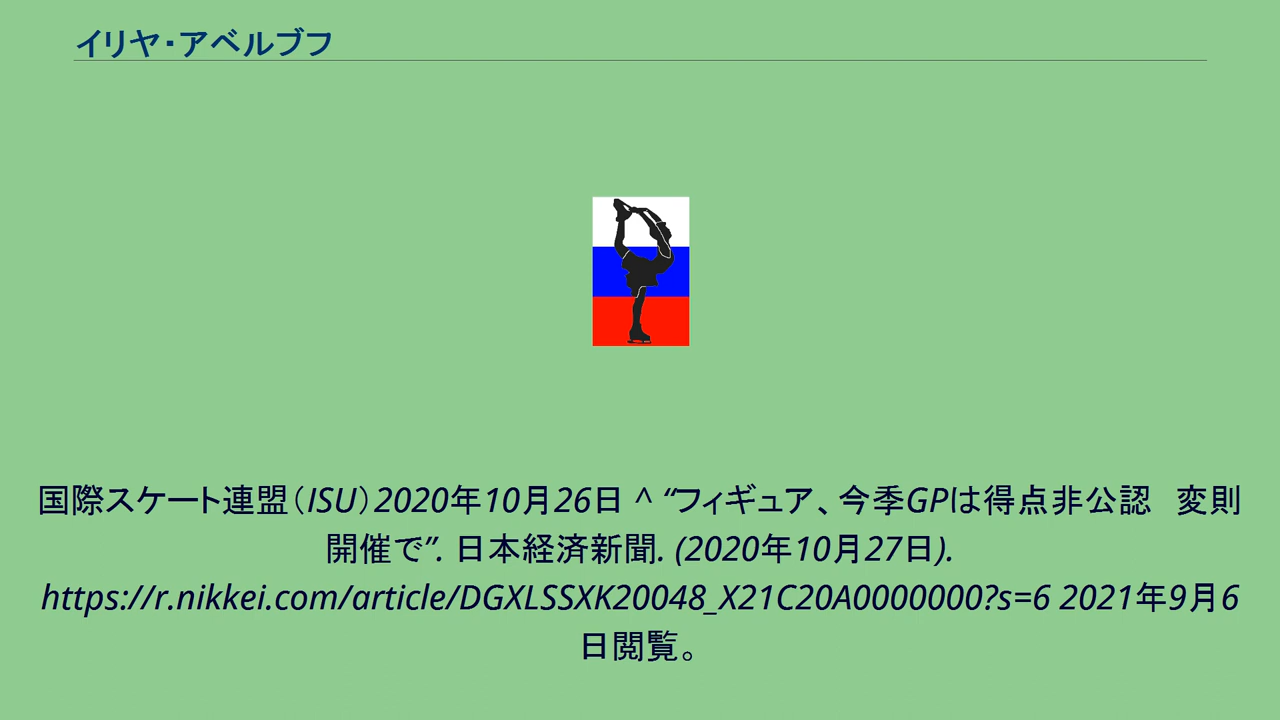 イリヤ・アベルブフ
国際スケート連盟（ISU）2020年10月26日 ^ “フィギュア、今季GPは得点非公認　変則
開催で”. 日本経済新聞. (2020年10月27日).
https://r.nikkei.com/article/DGXLSSXK20048_X21C20A0000000?s=6 2021年9月6
日閲覧。